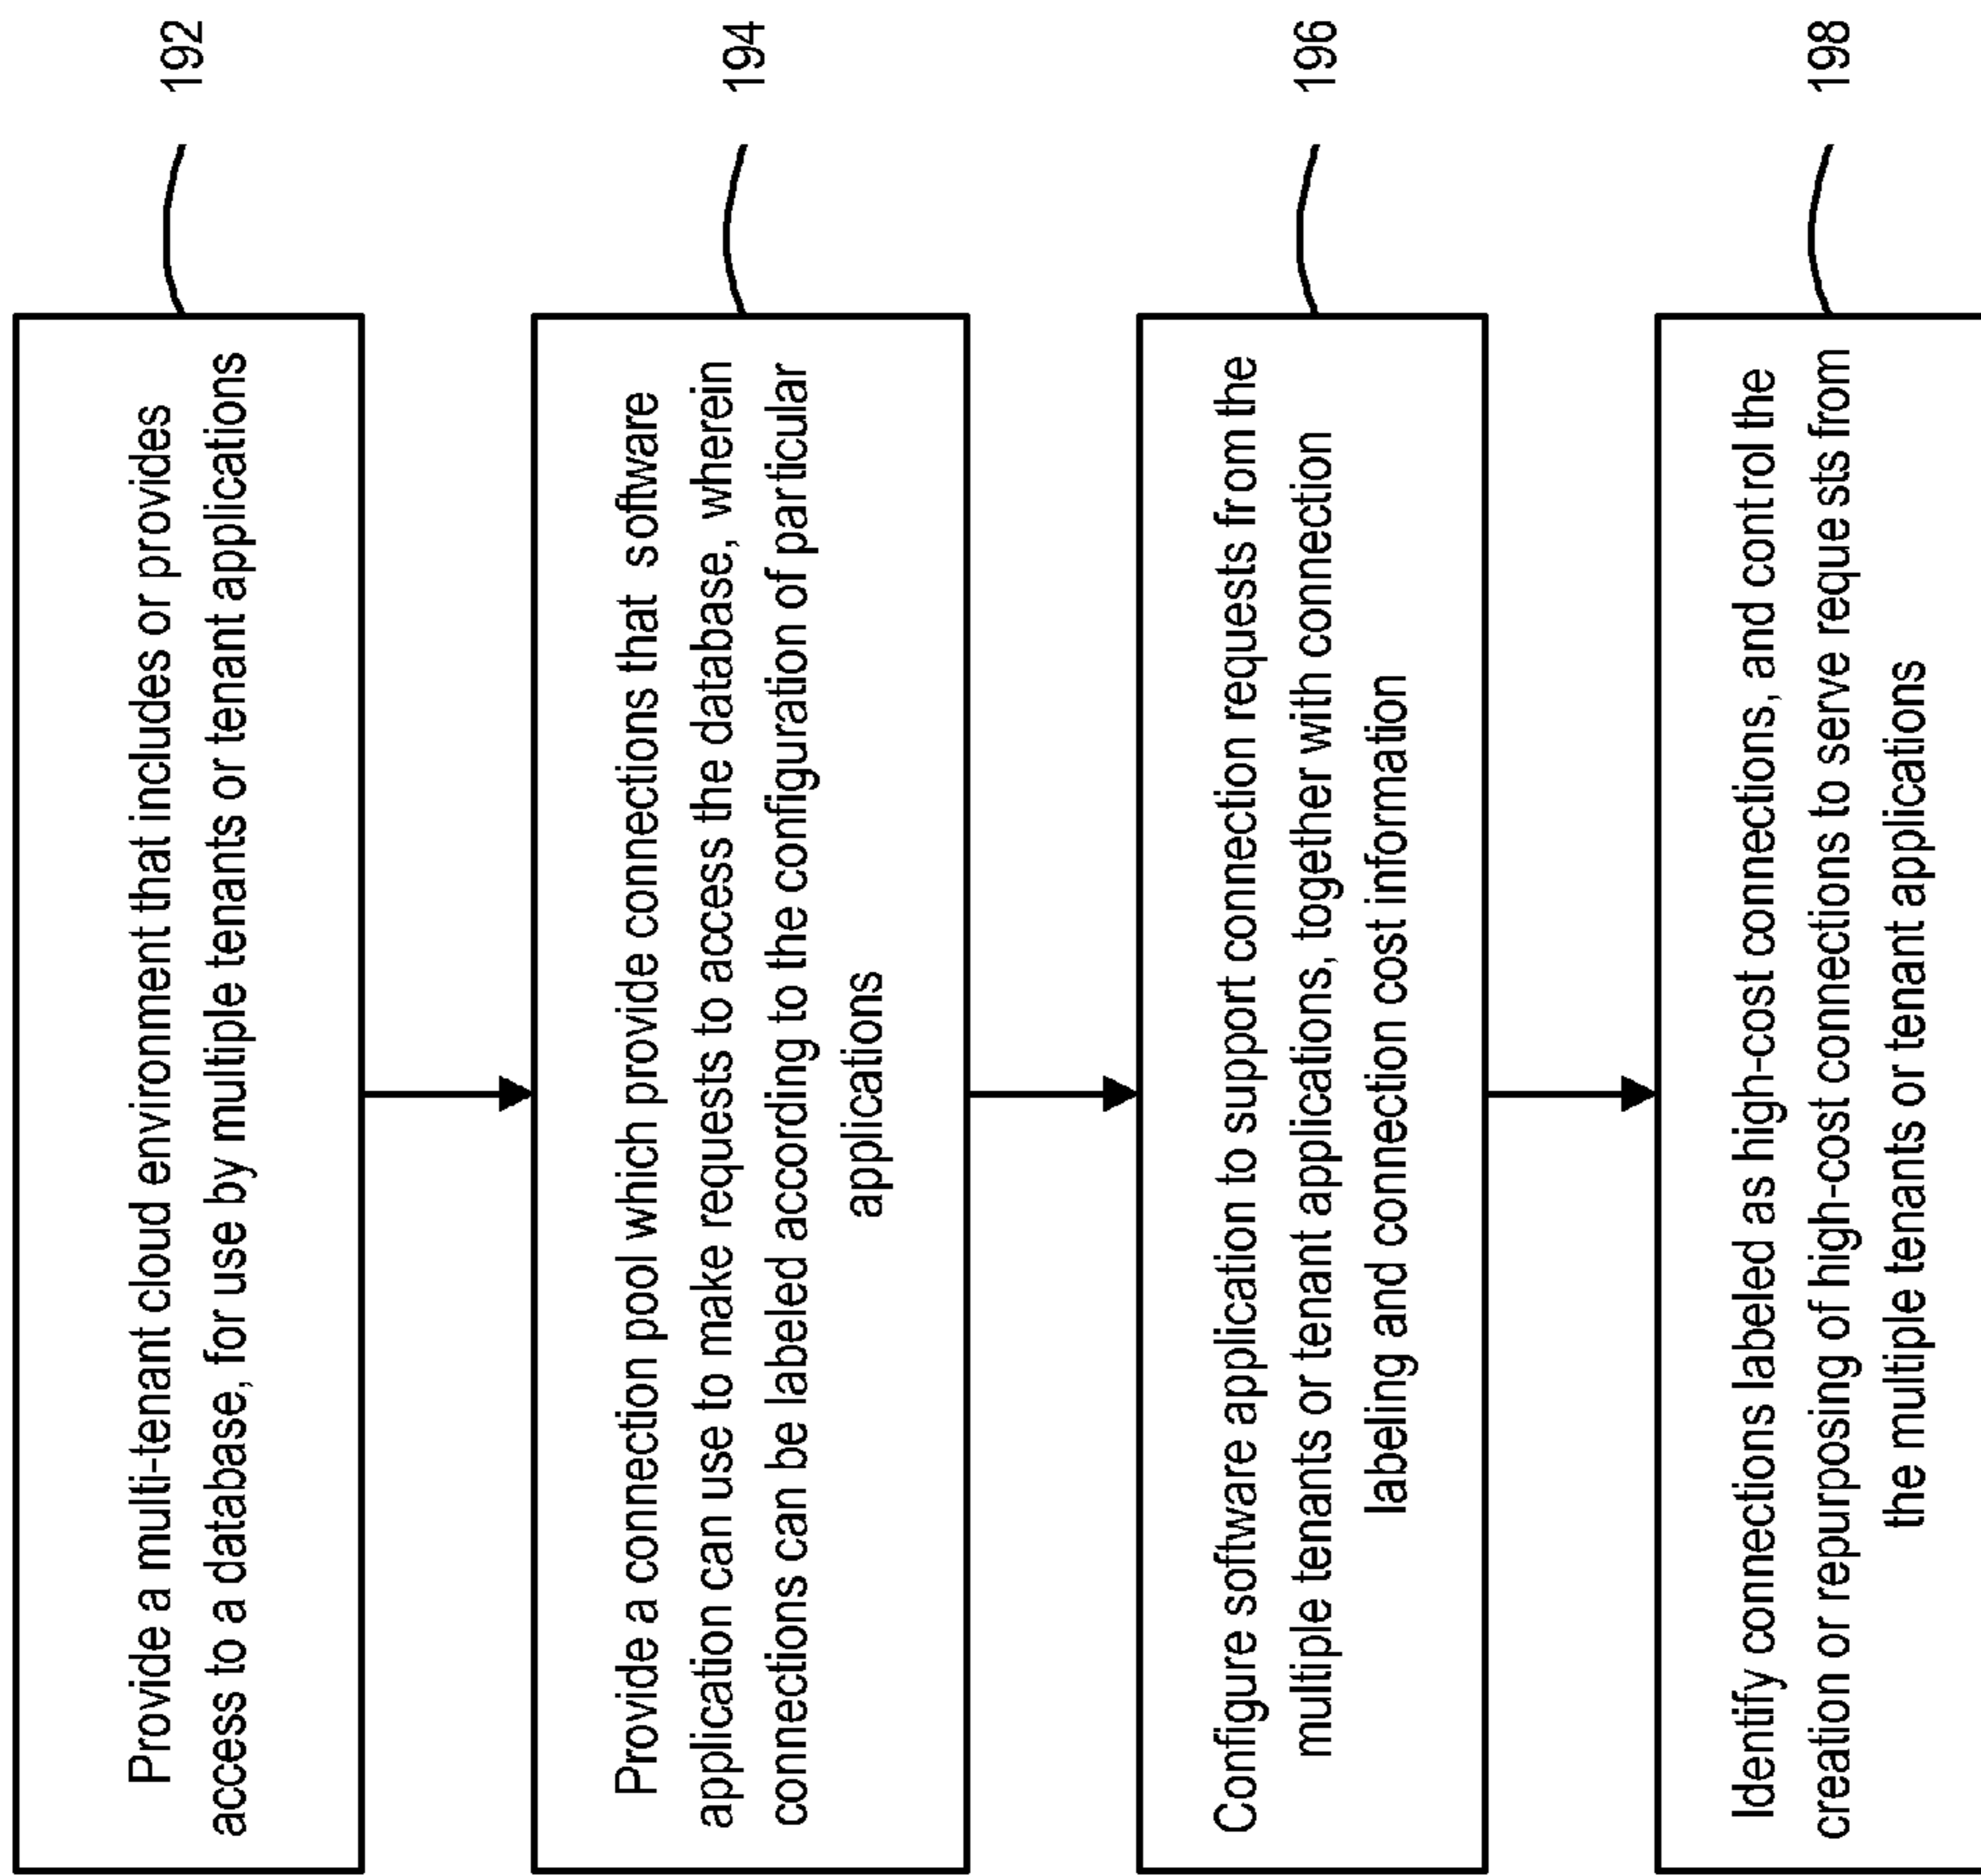 Provide a multi-tenant cloud environment that includes or provides
access to a database, for use by multiple tenants or tenant applications
192
Provide a connection pool which provide connections that software
application can use to make requests to access the database, wherein
connections can be labeled according to the configuration of particular
applications
194
Configure software application to support connection requests from the
multiple tenants or tenant applications, together with connection
labeling and connection cost information
196
Identify connections labeled as high-cost connections, and control the
creation or repurposing of high-cost connections to serve requests from
the multiple tenants or tenant applications
198